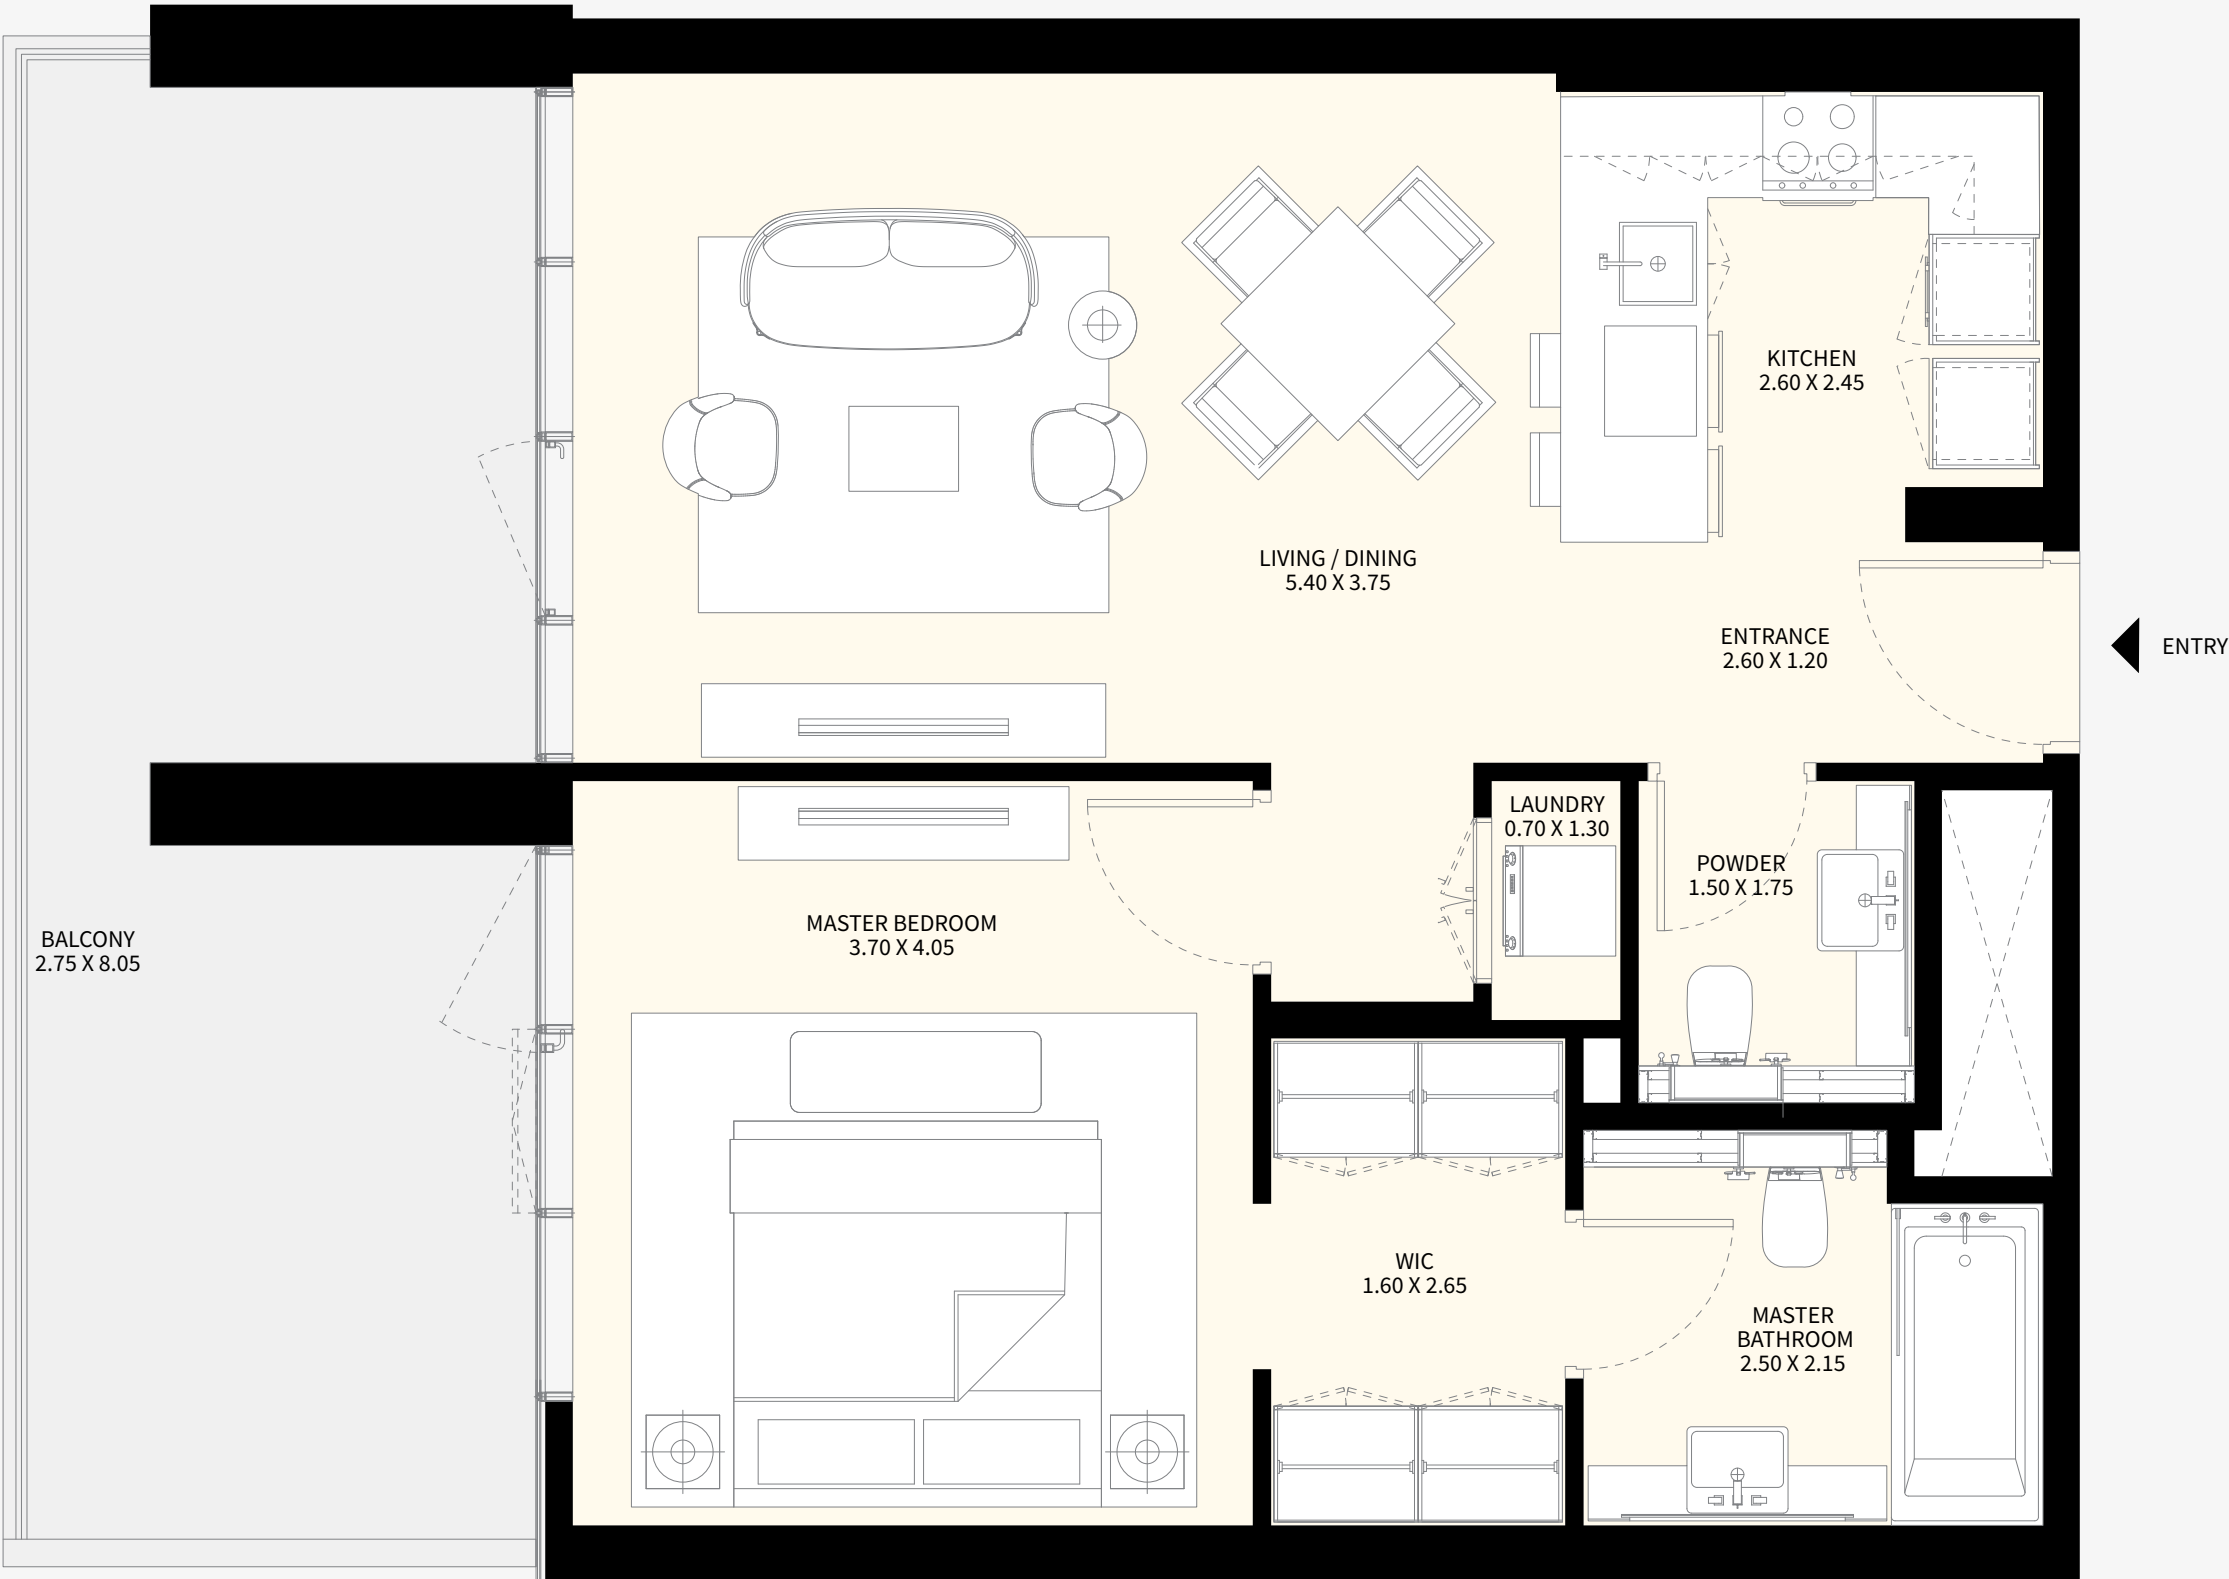 KITCHEN
2.60 X 2.45
LIVING / DINING
5.40 X 3.75
ENTRANCE
2.60 X 1.20
ENTRY
LAUNDRY
0.70 X 1.30
POWDER
1.50 X 1.75
MASTER BEDROOM
3.70 X 4.05
BALCONY
2.75 X 8.05
WIC
1.60 X 2.65
MASTER
BATHROOM
2.50 X 2.15